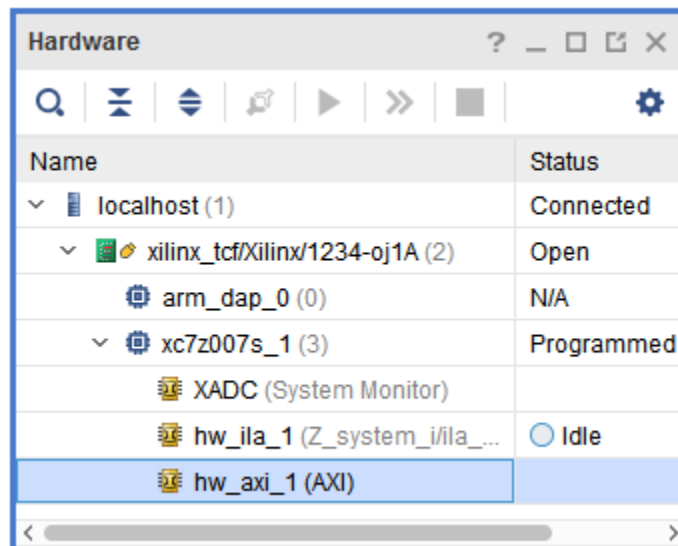 Hardware
Name Status
localhost (1) Connected
xilinx_tcf/Xilinx/1234-oj1A (2) Open
arm_dap_0 (0) N/A
xc7z007s_1 (3) Programmed
XADC (System Monitor)
hw_ila_1 (Z_system_i/ila_... Idle
hw_axi_1 (AXI)